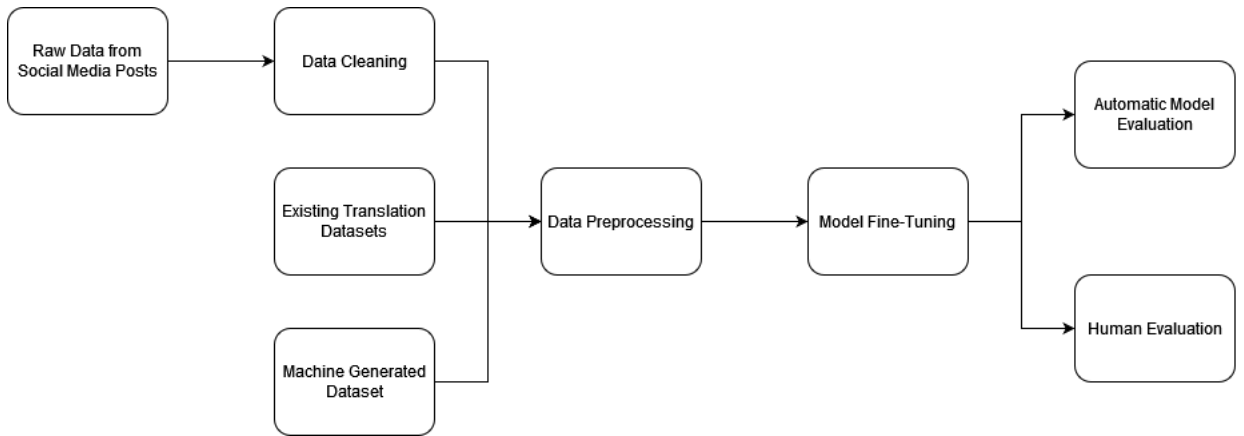 Raw Data from
Social Media Posts
Data Cleaning
Existing Translation
Datasets
Machine Generated
Dataset
Data Preprocessing
Model Fine-Tuning
Automatic Model
Evaluation
Human Evaluation